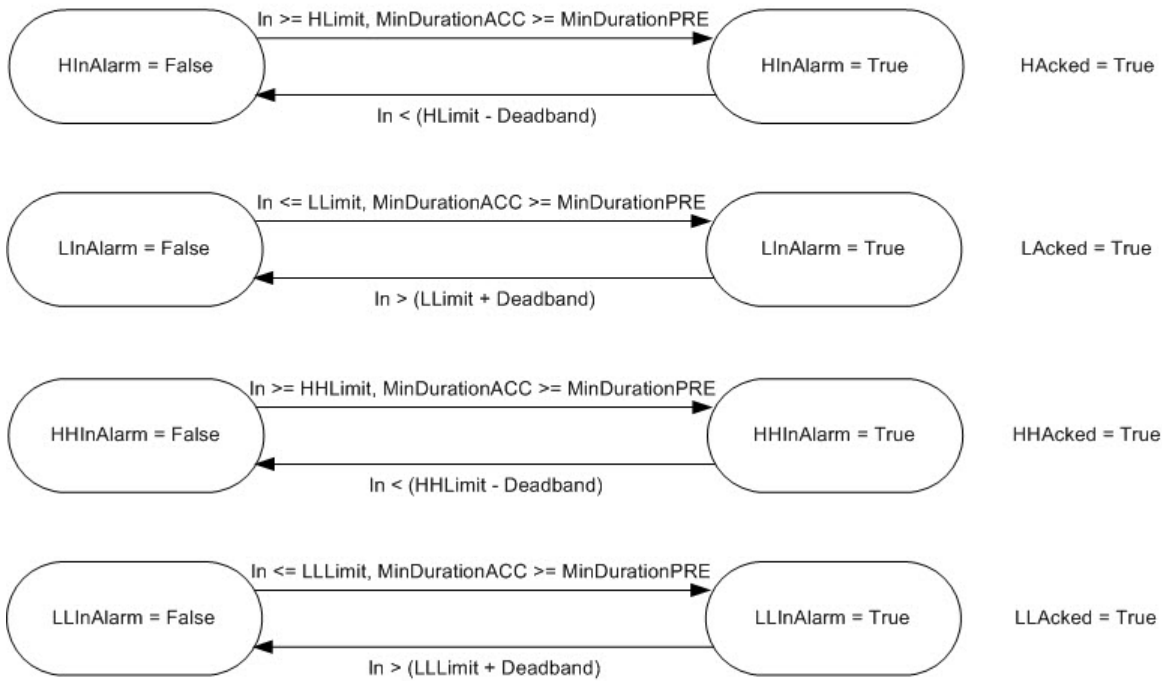 In >= HLimit, MinDurationACC >= MinDurationPRE
HInAlarm = False
HInAlarm = True
HAcked = True
In < (HLimit - Deadband)
In <= LLimit, MinDurationACC >= MinDurationPRE
LInAlarm = False
LInAlarm = True
LAcked = True
In > (LLimit + Deadband)
In >= HHLimit, MinDurationACC >= MinDurationPRE
HHInAlarm = False
HHInAlarm = True
HHAcked = True
In < (HHLimit - Deadband)
In <= LLLimit, MinDurationACC >= MinDurationPRE
LLInAlarm = False
LLInAlarm = True
LLAcked = True
In > (LLLimit + Deadband)